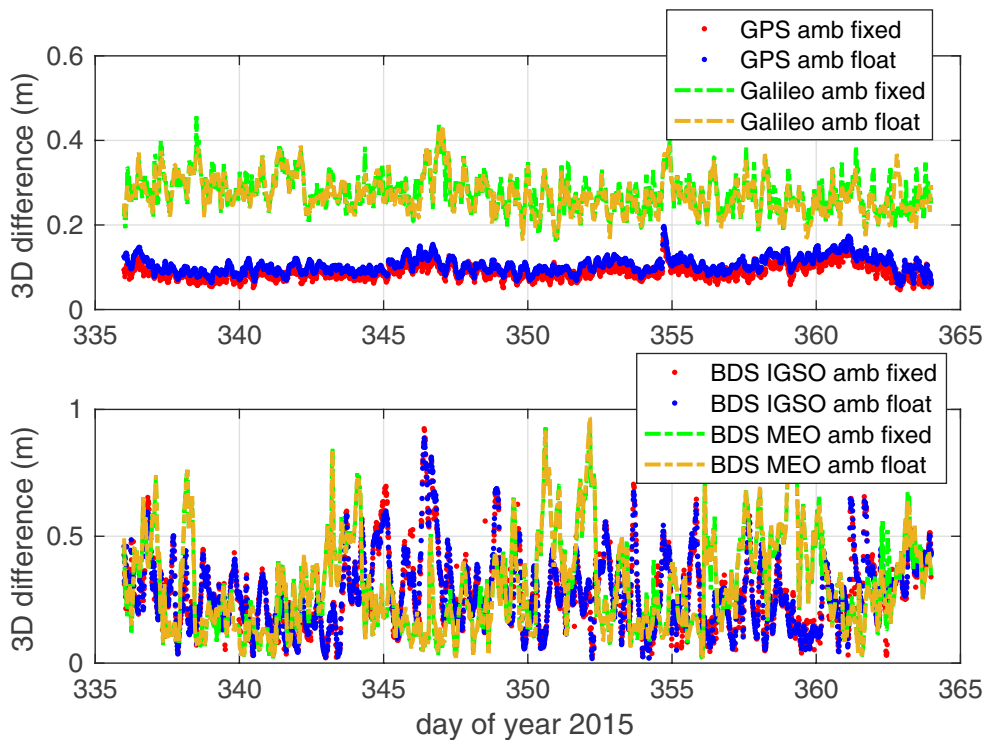 GPS amb fixed
GPS amb float
Galileo amb fixed
Galileo amb float
3D difference (m)
0.6
0.4
0.2
0
335 340 345 350 355 360 365
BDS IGSO amb fixed
BDS IGSO amb float
BDS MEO amb fixed
BDS MEO amb float
3D difference (m)
1
0.5
0
335 340 345 350 355 360 365
day of year 2015